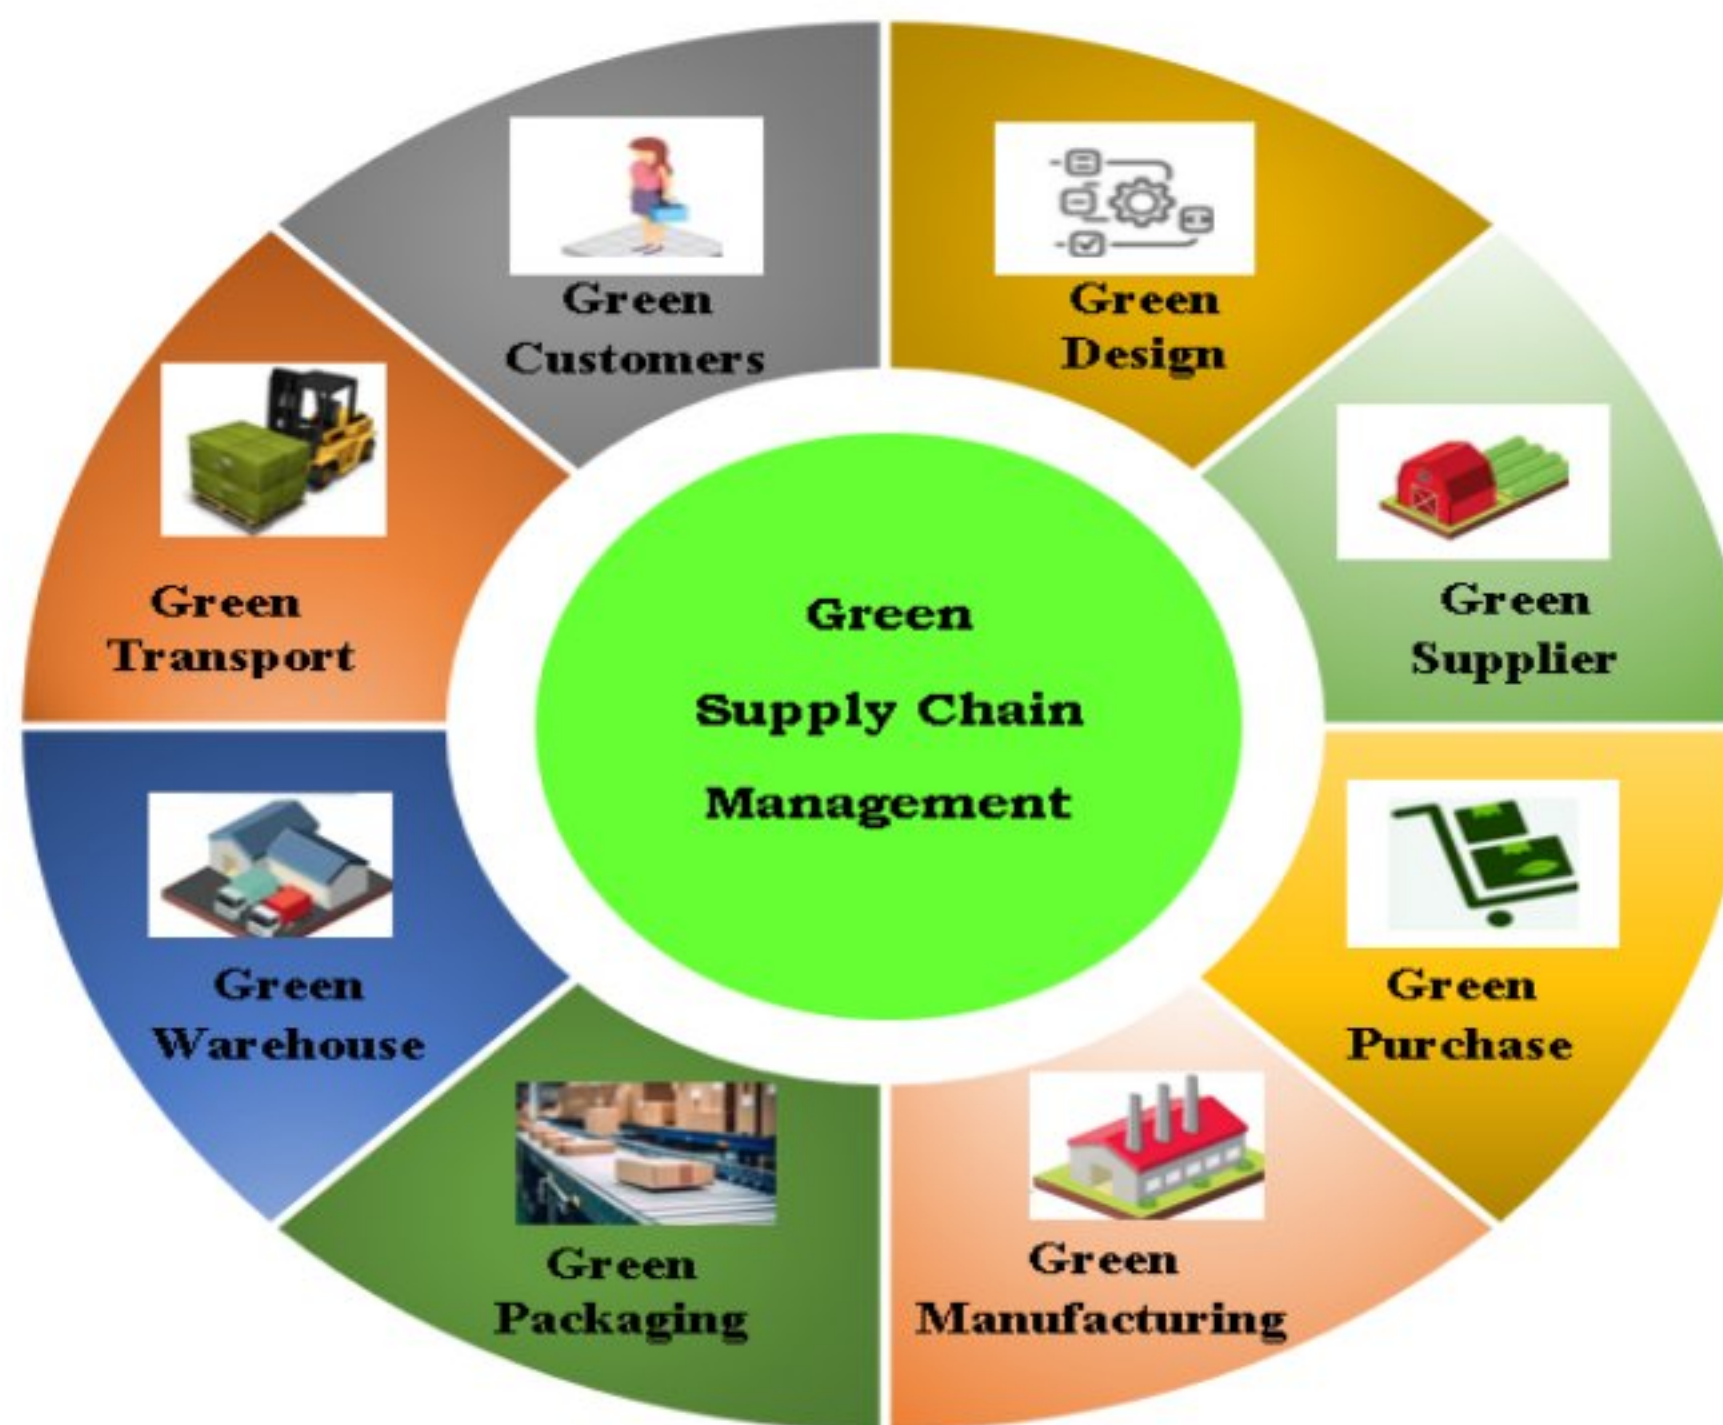 Green
Customers
Green
Design
Green
Supplier
Green
Purchase
Green
Manufacturing
Green
Packaging
Green
Warehouse
Green
Transport
Green
Supply Chain
Management